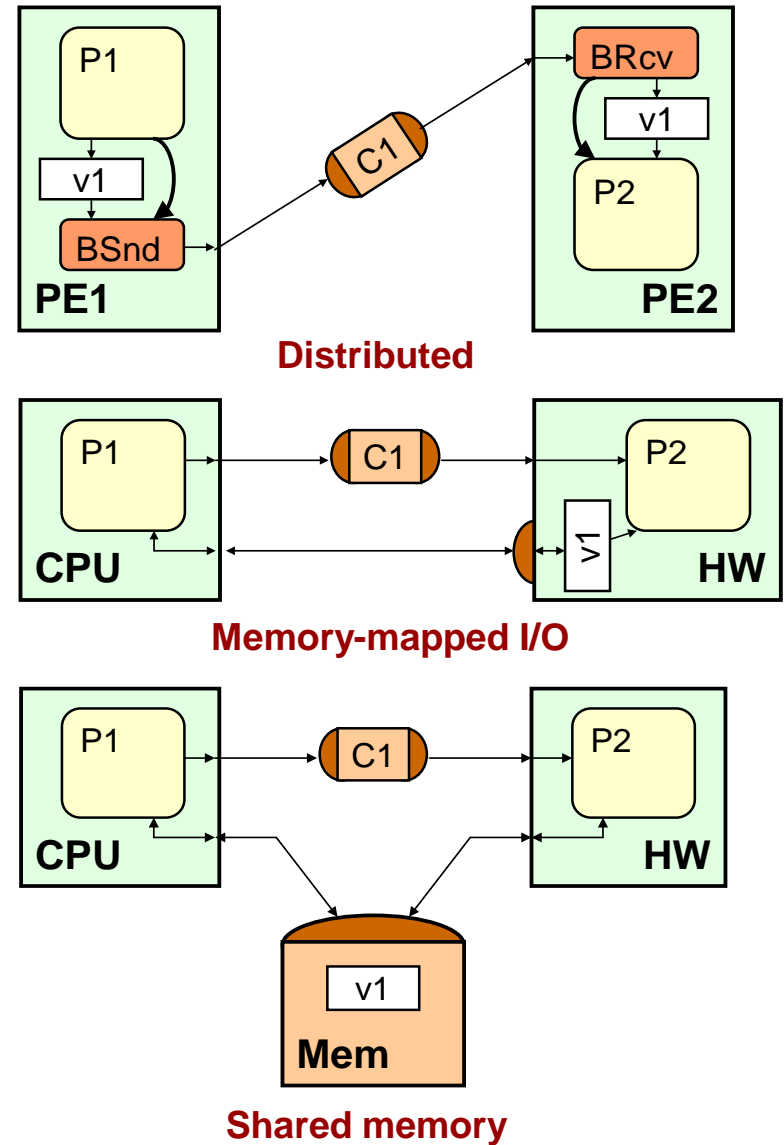 P1
BRcv
v1
C1
v1
P2
BSnd
PE1
PE2
Distributed
P1
C1
P2
v1
CPU
HW
Memory-mapped I/O
P1
C1
P2
CPU
HW
v1
Mem
Shared memory